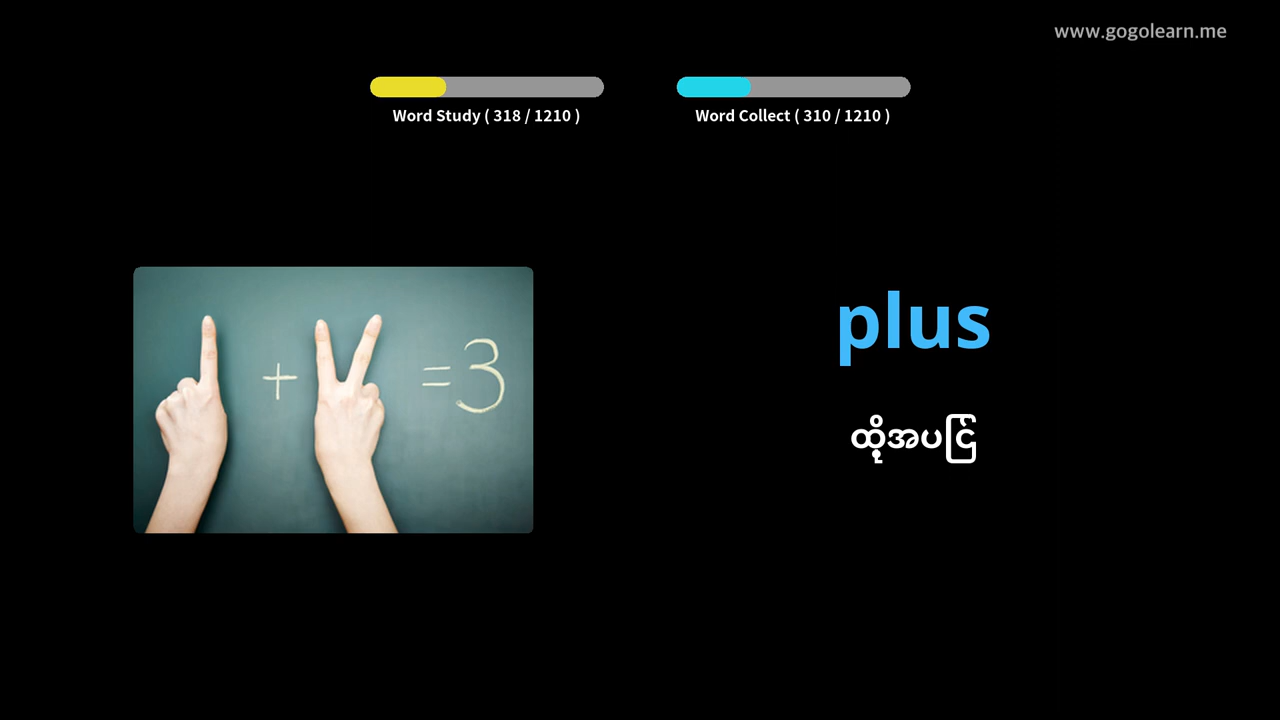 www.gogolearn.me
Word Study ( 318 / 1210 )
Word Collect ( 310 / 1210 )
+ =3
plus
ထို့အပြင်